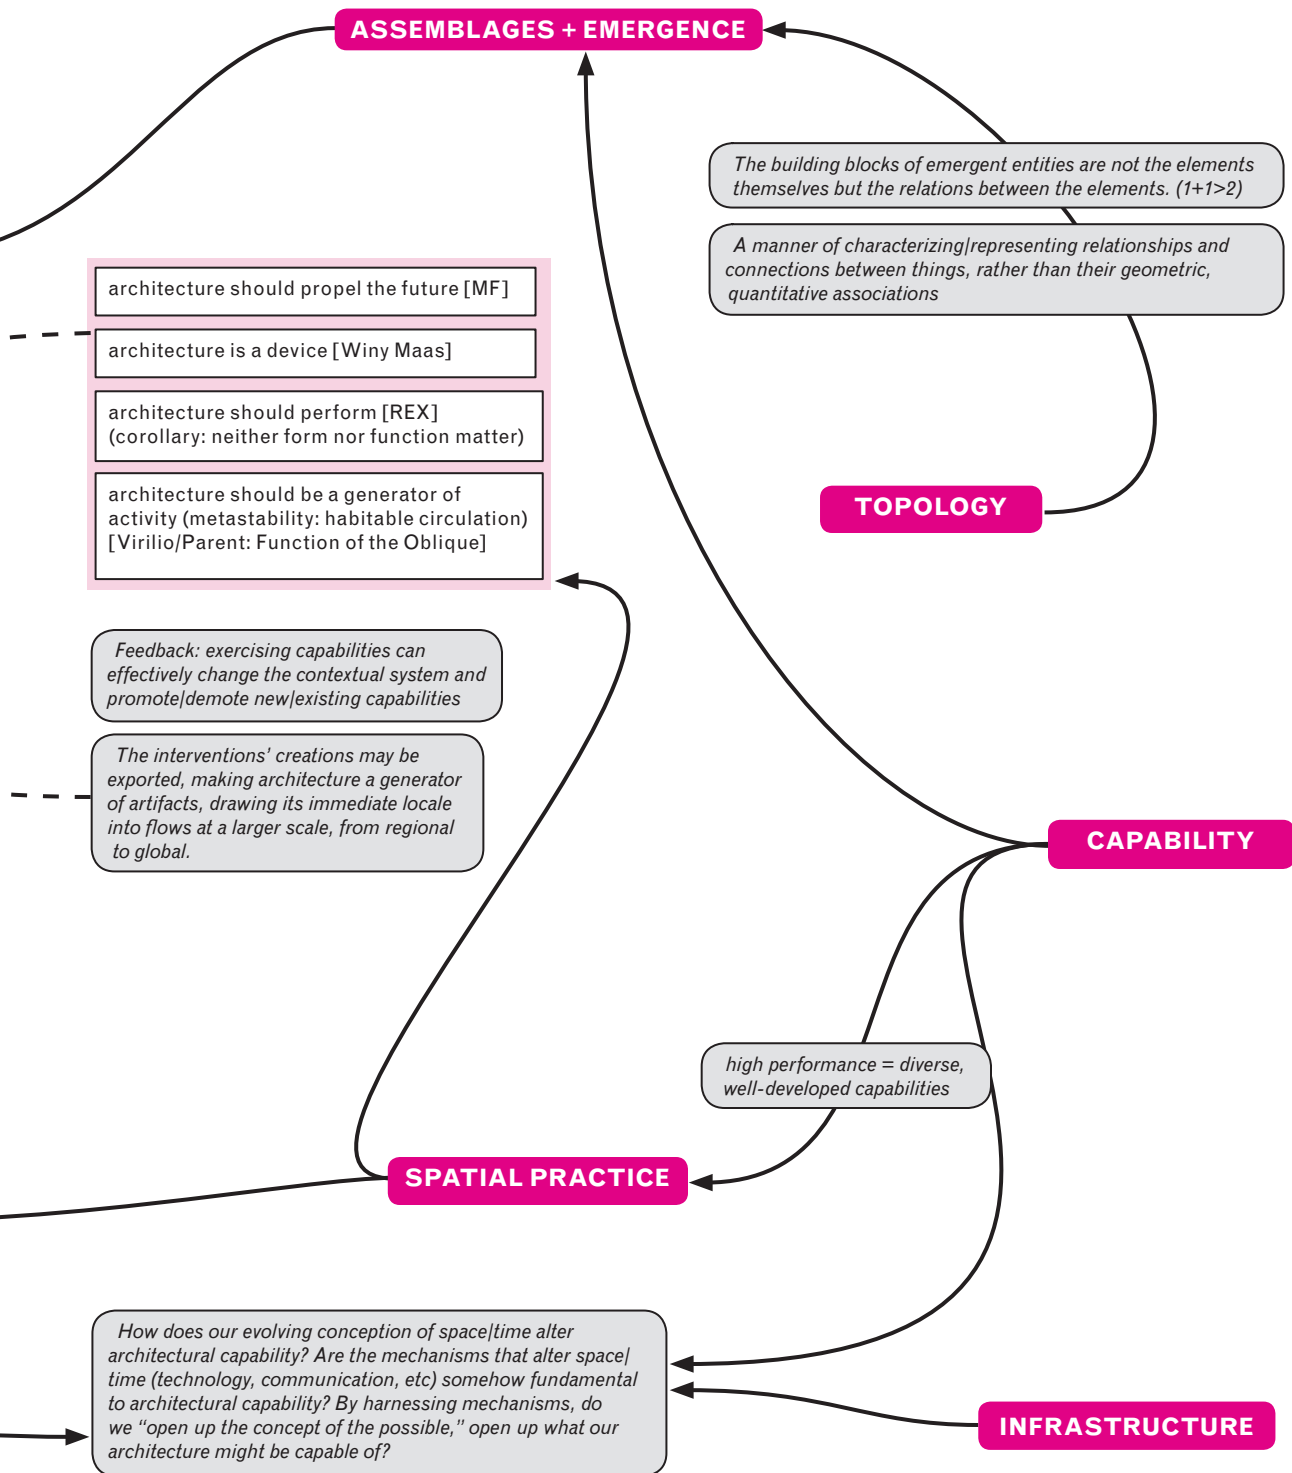 ASSEMBLAGES + EMERGENCE
The building blocks of emergent entities are not the elements
themselves but the relations between the elements. (1+1>2)
A manner of characterizing|representing relationships and
connections between things, rather than their geometric,
quantitative associations
architecture should propel the future [MF]
architecture is a device [Winy Maas]
architecture should perform [REX]
(corollary: neither form nor function matter)
architecture should be a generator of
activity (metastability: habitable circulation)
[Virilio/Parent: Function of the Oblique]
TOPOLOGY
Feedback: exercising capabilities can
effectively change the contextual system and
promote|demote new|existing capabilities
The interventions’ creations may be
exported, making architecture a generator
of artifacts, drawing its immediate locale
into flows at a larger scale, from regional
to global.
CAPABILITY
high performance = diverse,
well-developed capabilities
SPATIAL PRACTICE
How does our evolving conception of space|time alter
architectural capability? Are the mechanisms that alter space|
time (technology, communication, etc) somehow fundamental
to architectural capability? By harnessing mechanisms, do
we “open up the concept of the possible,” open up what our
architecture might be capable of?
INFRASTRUCTURE